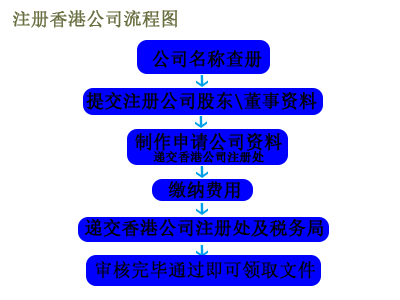 注册香港公司流程图
公司名称查册
提交注册公司股东\董事资料
制作申请公司资料
递交香港公司注册处
缴纳费用
递交香港公司注册处及税务局
审核完毕通过即可领取文件